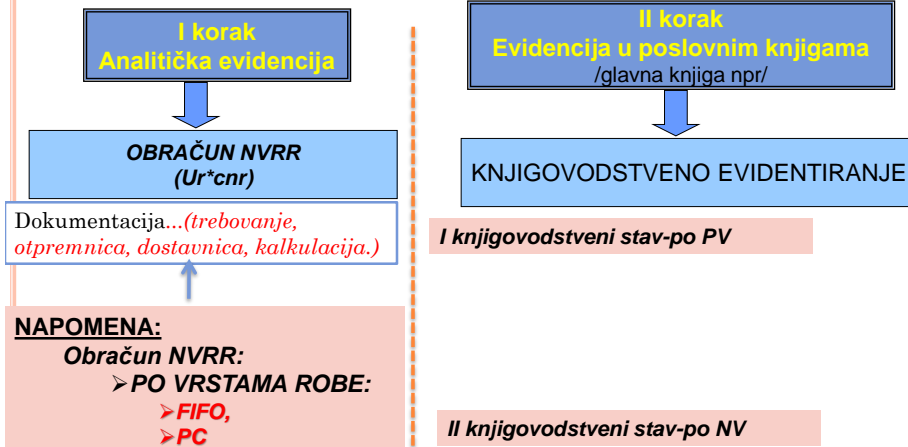 I korak
Analitička evidencija
OBRAČUN NVRR
(Ur*cnr)
Dokumentacija...(trebovanje,
otpremnica, dostavnica, kalkulacija.)
NAPOMENA:
Obračun NVRR:
➢PO VRSTAMA ROBE:
➢FIFO,
➢PC
II korak
Evidencija u poslovnim knjigama
/glavna knjiga npr/
KNJIGOVODSTVENO EVIDENTIRANJE
I knjigovodstveni stav-po PV
II knjigovodstveni stav-po NV